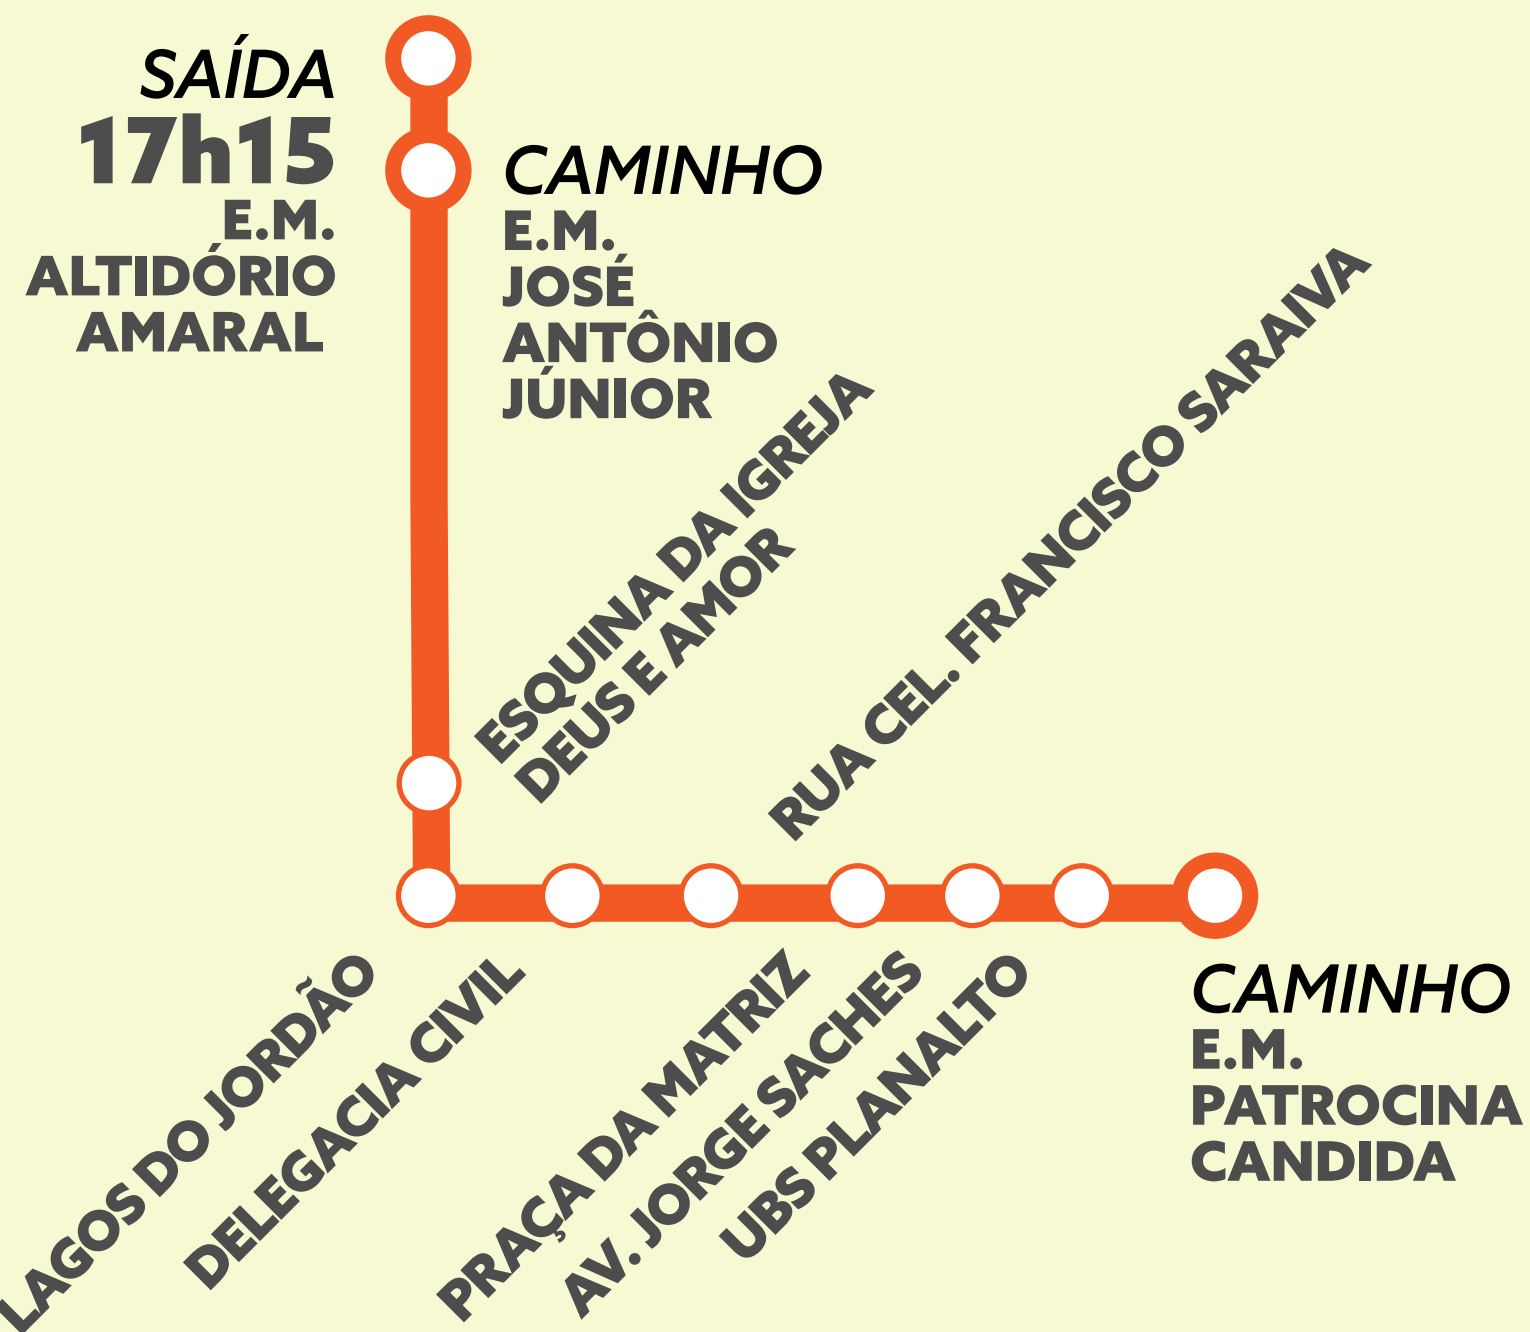 SAÍDA
17h15
E.M.
ALTIDÓRIO
AMARAL
CAMINHO
E.M.
JOSÉ
ANTÔNIO
JÚNIOR
ESQUINA DA IGREJA
DEUS E AMOR
RUA CEL. FRANCISCO SARAIVA
LAGOS DO JORDÃO
DELEGACIA CIVIL
PRAÇA DA MATRIZ
AV. JORGE SACHES
UBS PLANALTO
CAMINHO
E.M.
PATROCINA
CANDIDA